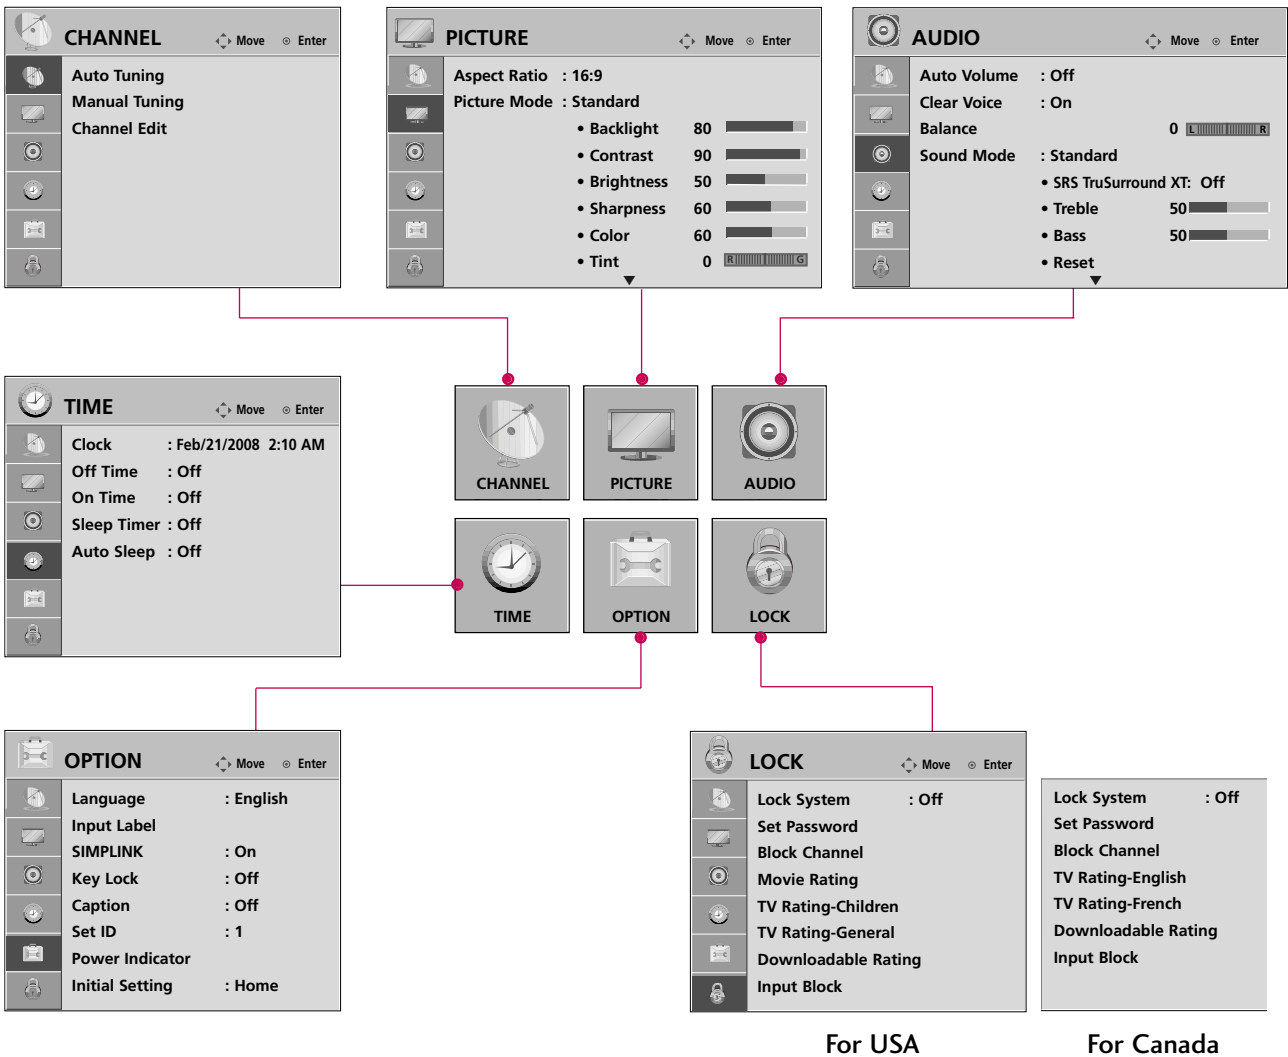 CHANNEL Move Enter
Auto Tuning
Manual Tuning
Channel Edit
PICTURE Move Enter
Aspect Ratio : 16:9
Picture Mode : Standard
• Backlight 80
• Contrast 90
• Brightness 50
• Sharpness 60
• Color 60
• Tint 0 R G
AUDIO Move Enter
Auto Volume : Off
Clear Voice : On
Balance 0 L R
Sound Mode : Standard
• SRS TruSurround XT: Off
• Treble 50
• Bass 50
• Reset
TIME Move Enter
Clock : Feb/21/2008 2:10 AM
Off Time : Off
On Time : Off
Sleep Timer : Off
Auto Sleep : Off
CHANNEL
PICTURE
AUDIO
TIME
OPTION
LOCK
OPTION Move Enter
Language : English
Input Label
SIMPLINK : On
Key Lock : Off
Caption : Off
Set ID : 1
Power Indicator
Initial Setting : Home
LOCK Move Enter
Lock System : Off
Set Password
Block Channel
Movie Rating
TV Rating-Children
TV Rating-General
Downloadable Rating
Input Block
For USA
Lock System : Off
Set Password
Block Channel
TV Rating-English
TV Rating-French
Downloadable Rating
Input Block
For Canada